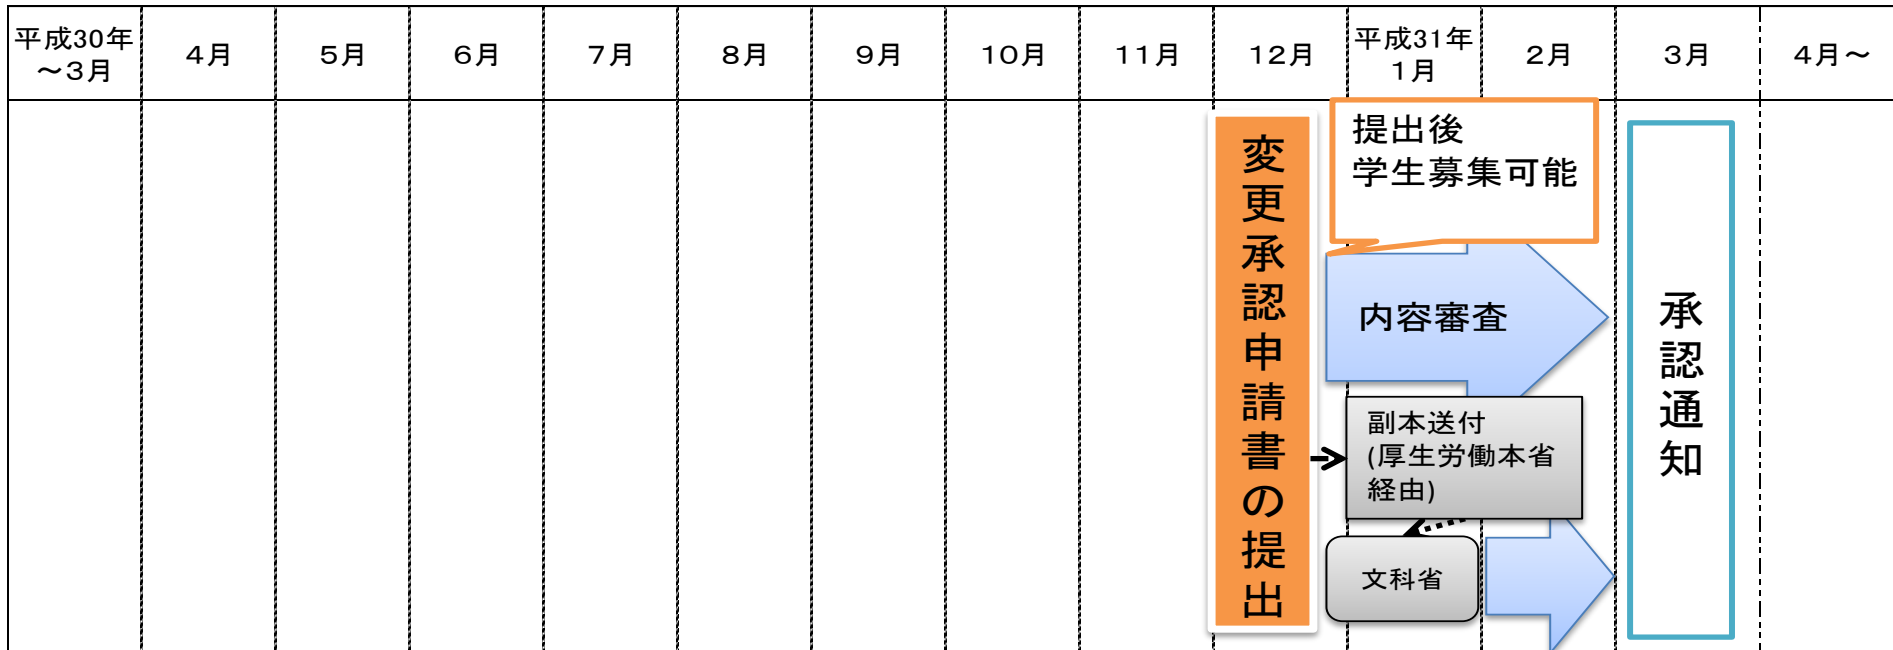 平成30年
～3月
4月
5月
6月
7月
8月
9月
10月
11月
12月
平成31年
1月
2月
3月
4月～
変更承認申請書の提出
提出後
学生募集可能
内容審査
副本送付
(厚生労働本省
経由)
文科省
承認通知